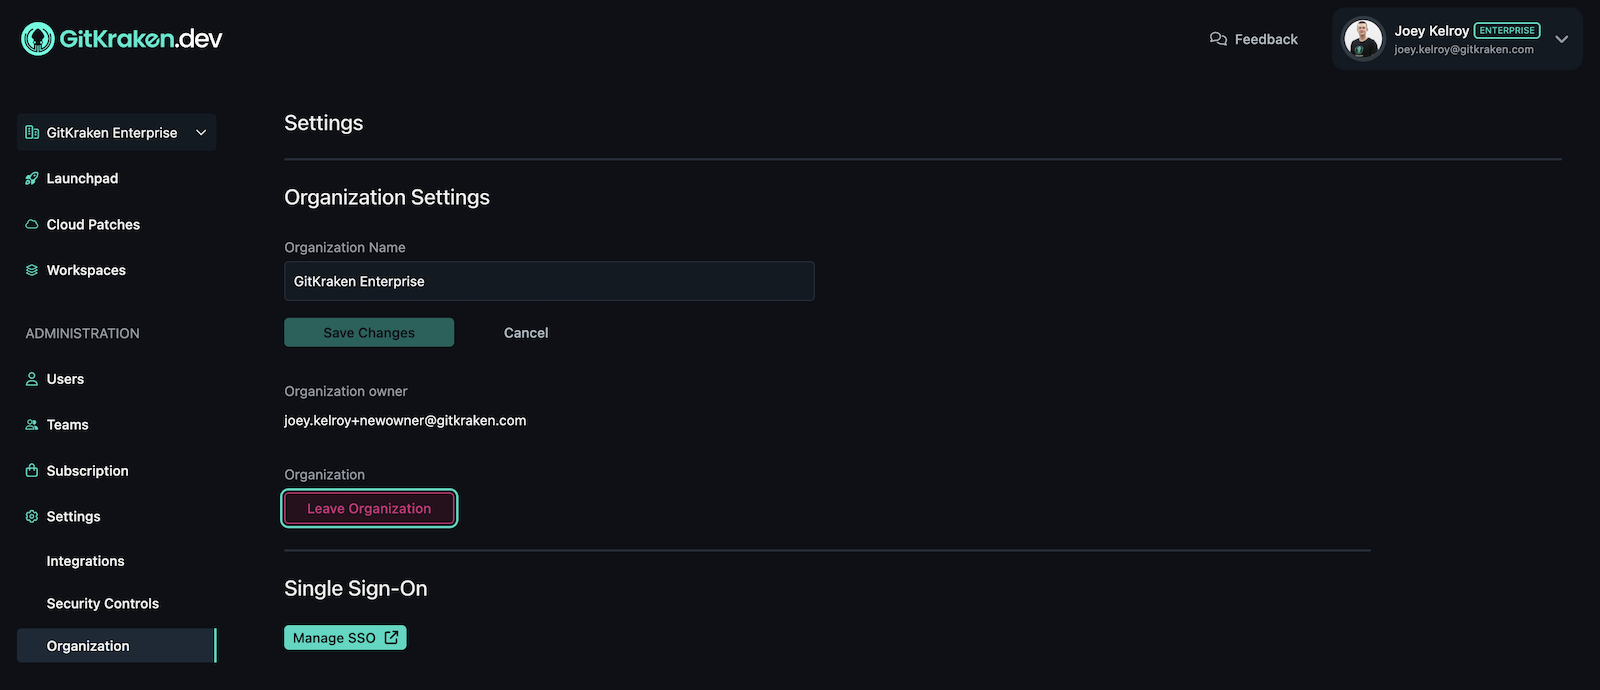 GitKraken.dev
Feedback
Joey Kelroy ENTERPRISE
joey.kelroy@gitkraken.com
GitKraken Enterprise
Launchpad
Cloud Patches
Workspaces
ADMINISTRATION
Users
Teams
Subscription
Settings
Integrations
Security Controls
Organization
Settings
Organization Settings
Organization Name
GitKraken Enterprise
Save Changes Cancel
Organization owner
joey.kelroy+newowner@gitkraken.com
Organization
Leave Organization
Single Sign-On
Manage SSO